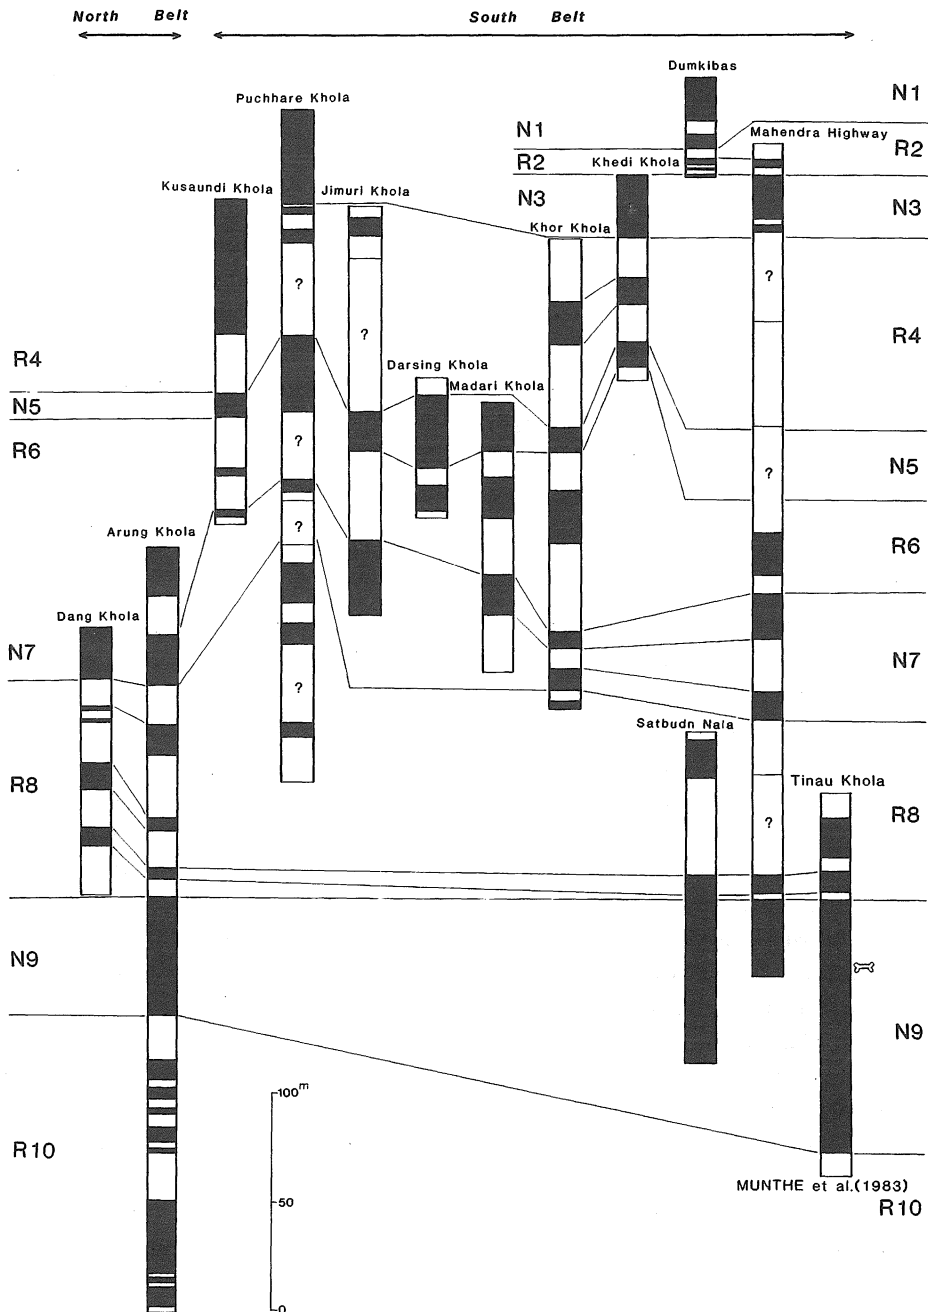 North Belt South Belt
Dumkibas
N1
Puchhare Khola
N1
Mahendra Highway
R2
R2
Khedi Khola
Kusaundi Khola
Jimuri Khola
N3
N3
Khor Khola
?
?
?
R4
R4
Darsing Khola
Madari Khola
N5
?
?
R6
N5
?
Arung Khola
R6
Dang Khola
N7
N7
?
Satbudn Nala
Tinau Khola
R8
R8
?
N9
N9
100m
R10
MUNTHE et al.(1983)
50
R10
0